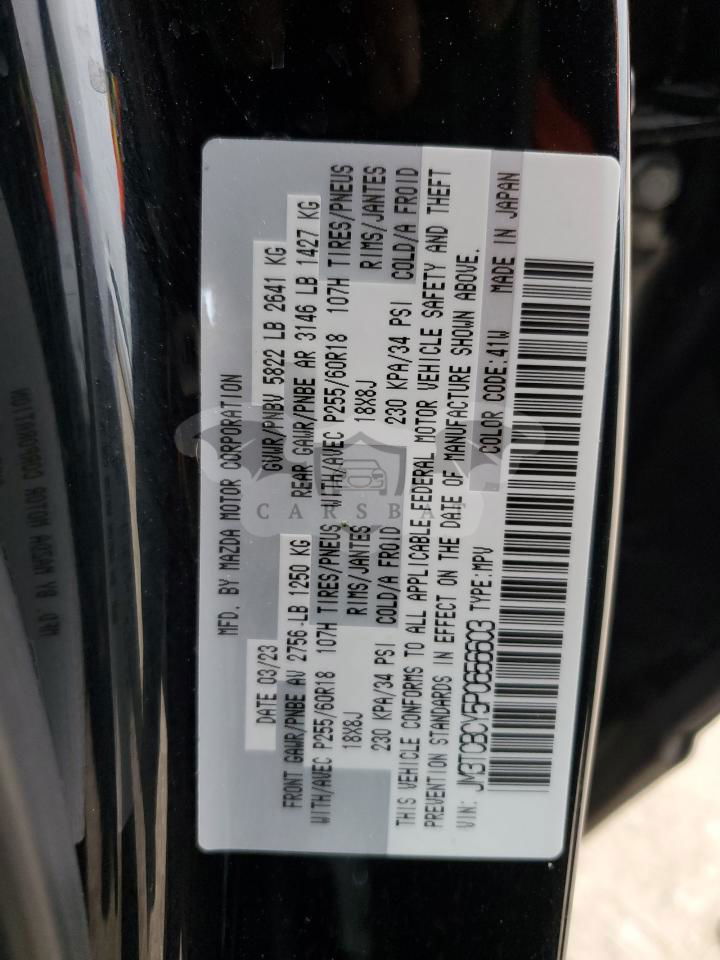 MFD. BY MAZDA MOTOR CORPORATION
DATE 03/23 GVWR/PNBV 5822 LB 2641 KG
FRONT GAWR/PNBE AV 2756 LB 1250 KG REAR GAWR/PNBE AR 3146 LB 1427 KG
WITH/AVEC P255/60R18 107H TIRES/PNEUS WITH/AVEC P255/60R18 107H TIRES/PNEUS
18X8J RIMS/JANTES 18X8J RIMS/JANTES
230 KPA/34 PSI COLD/A FROID 230 KPA/34 PSI COLD/A FROID
THIS VEHICLE CONFORMS TO ALL APPLICABLE FEDERAL MOTOR VEHICLE SAFETY AND THEFT
PREVENTION STANDARDS IN EFFECT ON THE DATE OF MANUFACTURE SHOWN ABOVE.
VIN: JM3TCBCY5P0656603 TYPE:MPV COLOR CODE:41W MADE IN JAPAN
CARSBAT